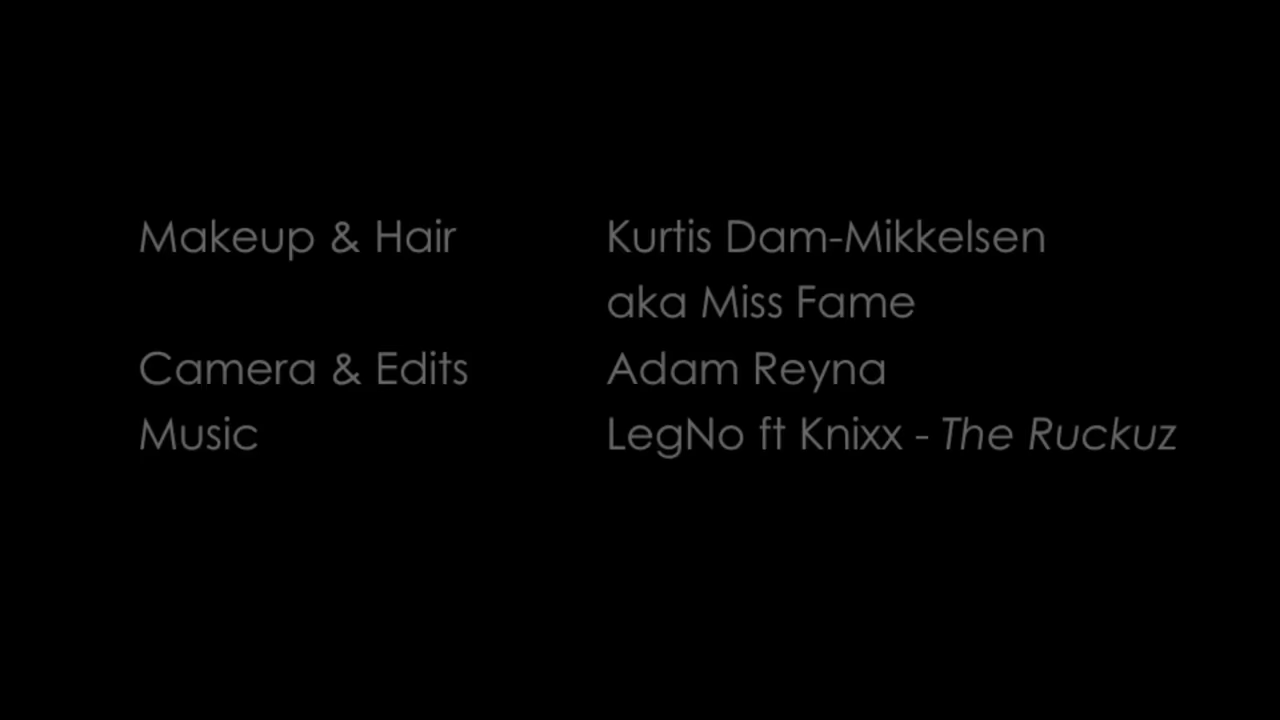 Makeup & Hair Kurtis Dam-Mikkelsen
aka Miss Fame
Camera & Edits Adam Reyna
Music LegNo ft Knixx - The Ruckuz